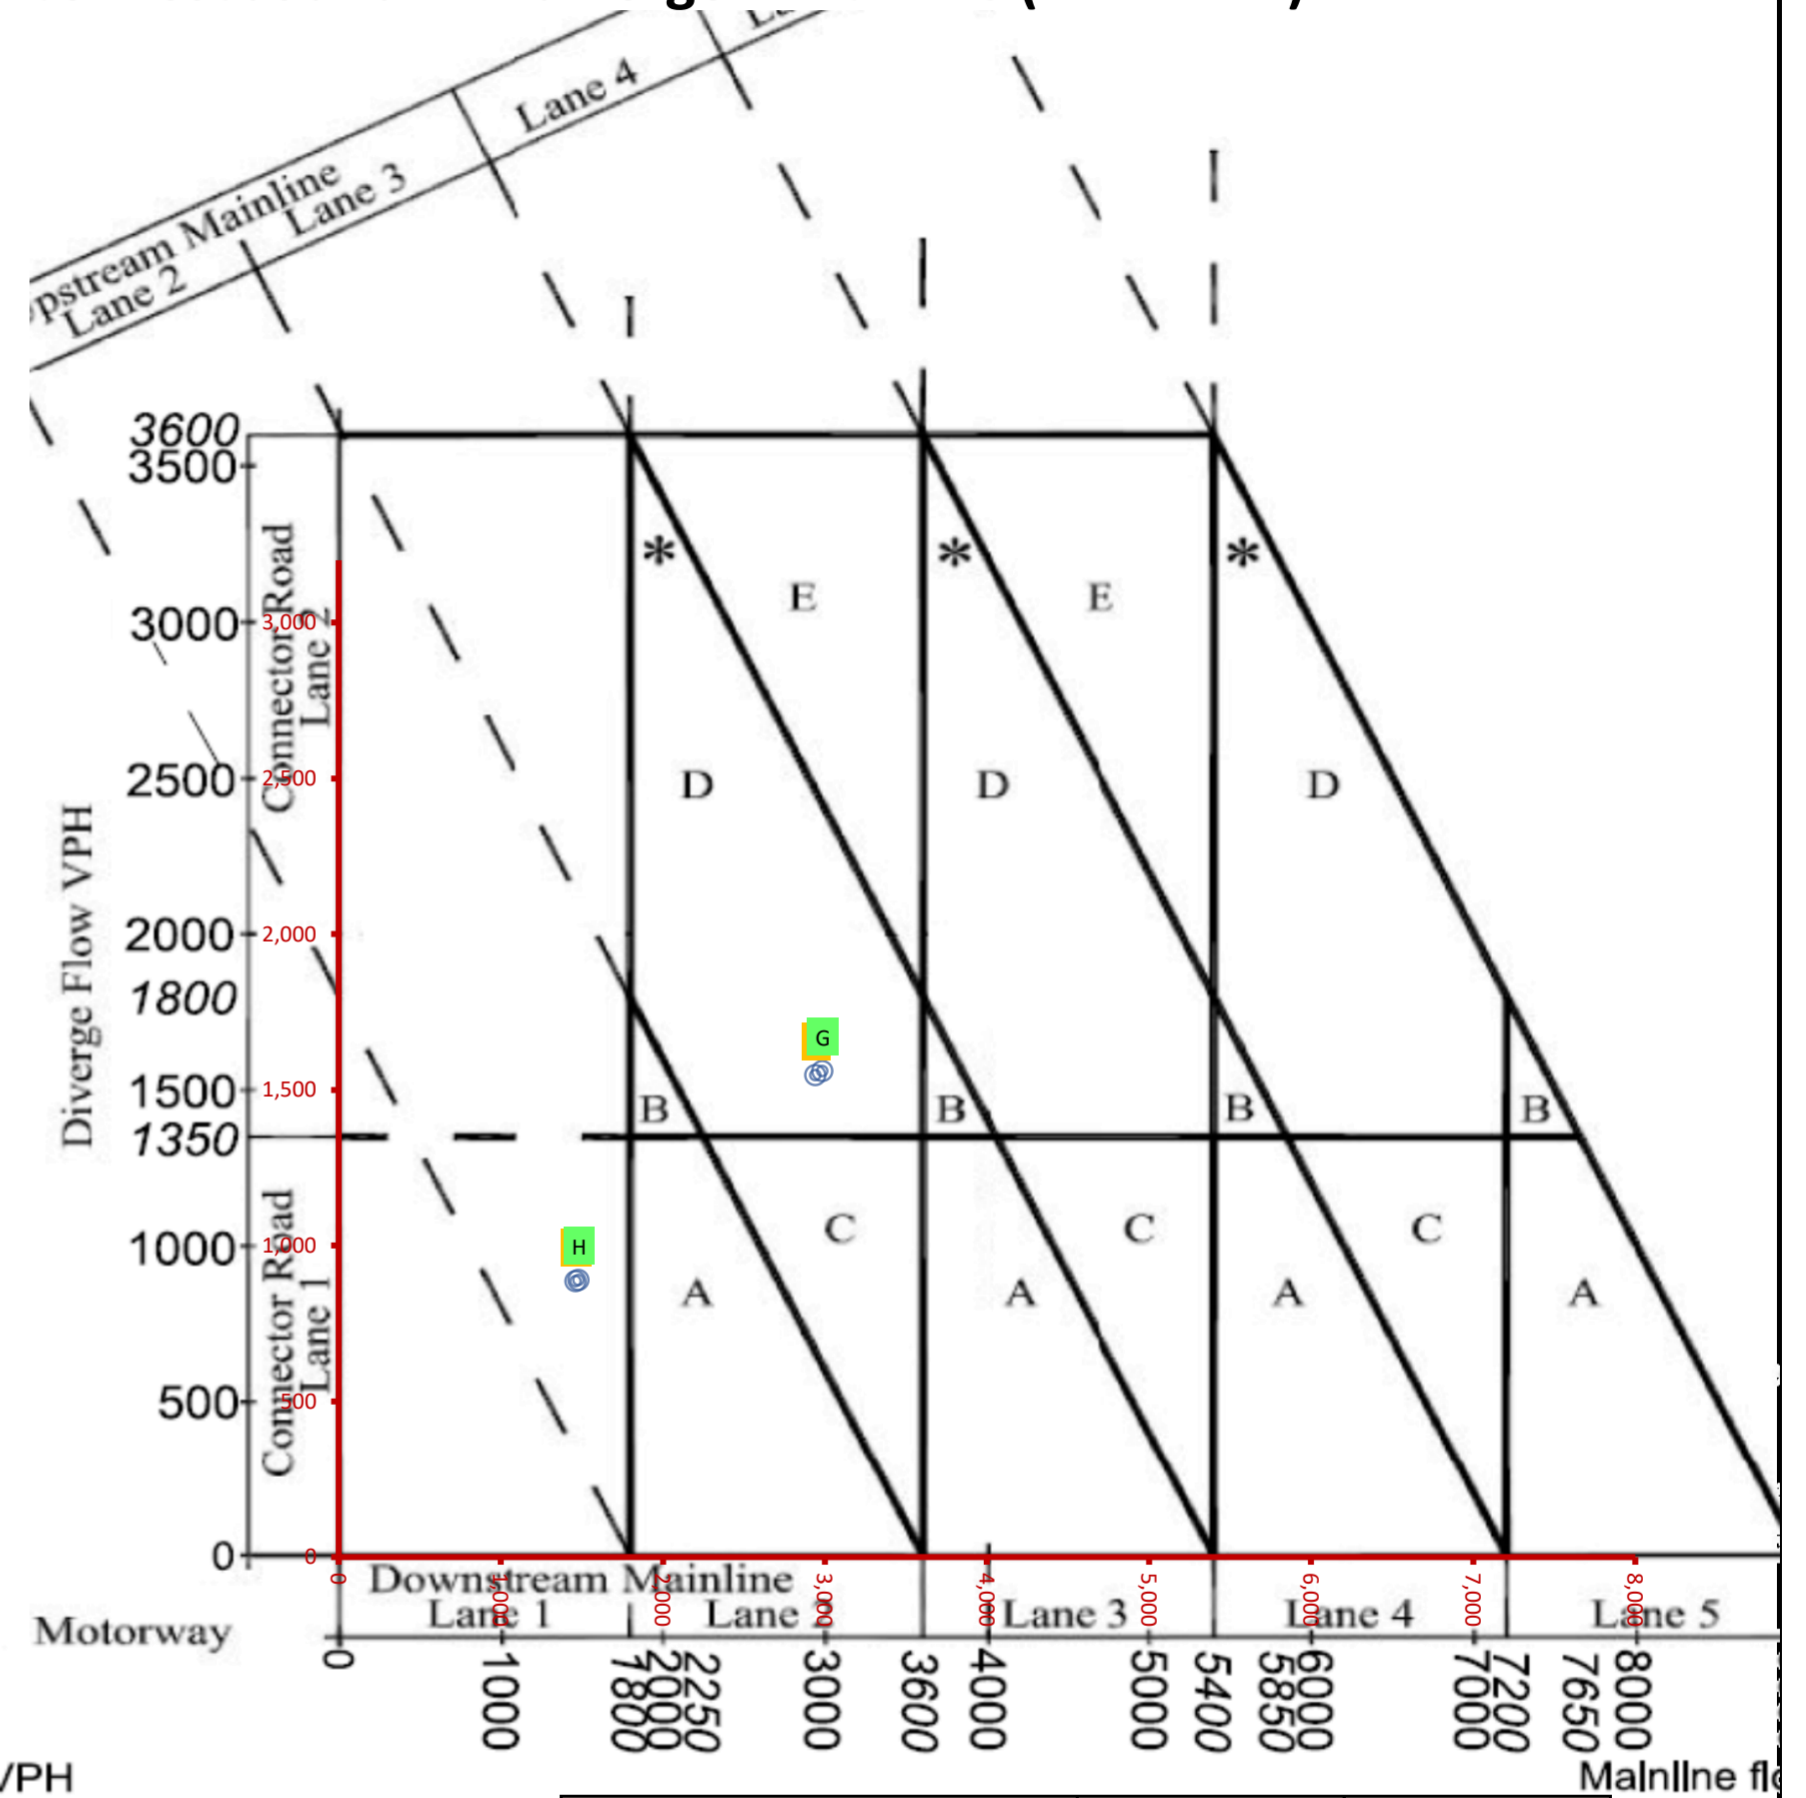 Lane 4
Upstream Mainline
Lane 3
Lane 2
3600
3500
3000
2500
2000
1800
1500
1350
1000
500
0
Diverge Flow VPH
Connector Road
Lane 2
Connector Road
Lane 1
3,000
2,500
2,000
1,500
1,000
500
0
* * *
E E
D D D
G
B B B B
H
C C C
A A A A
0 1,000 2,000 3,000 4,000 5,000 6,000 7,000 8,000
Downstream Mainline
Motorway
Lane 1 Lane 2 Lane 3 Lane 4 Lane 5
0 1000 1800 2000 2250 3000 3600 4000 5000 5400 5850 6000 7000 7200 7650 8000
VPH
Mainline flo